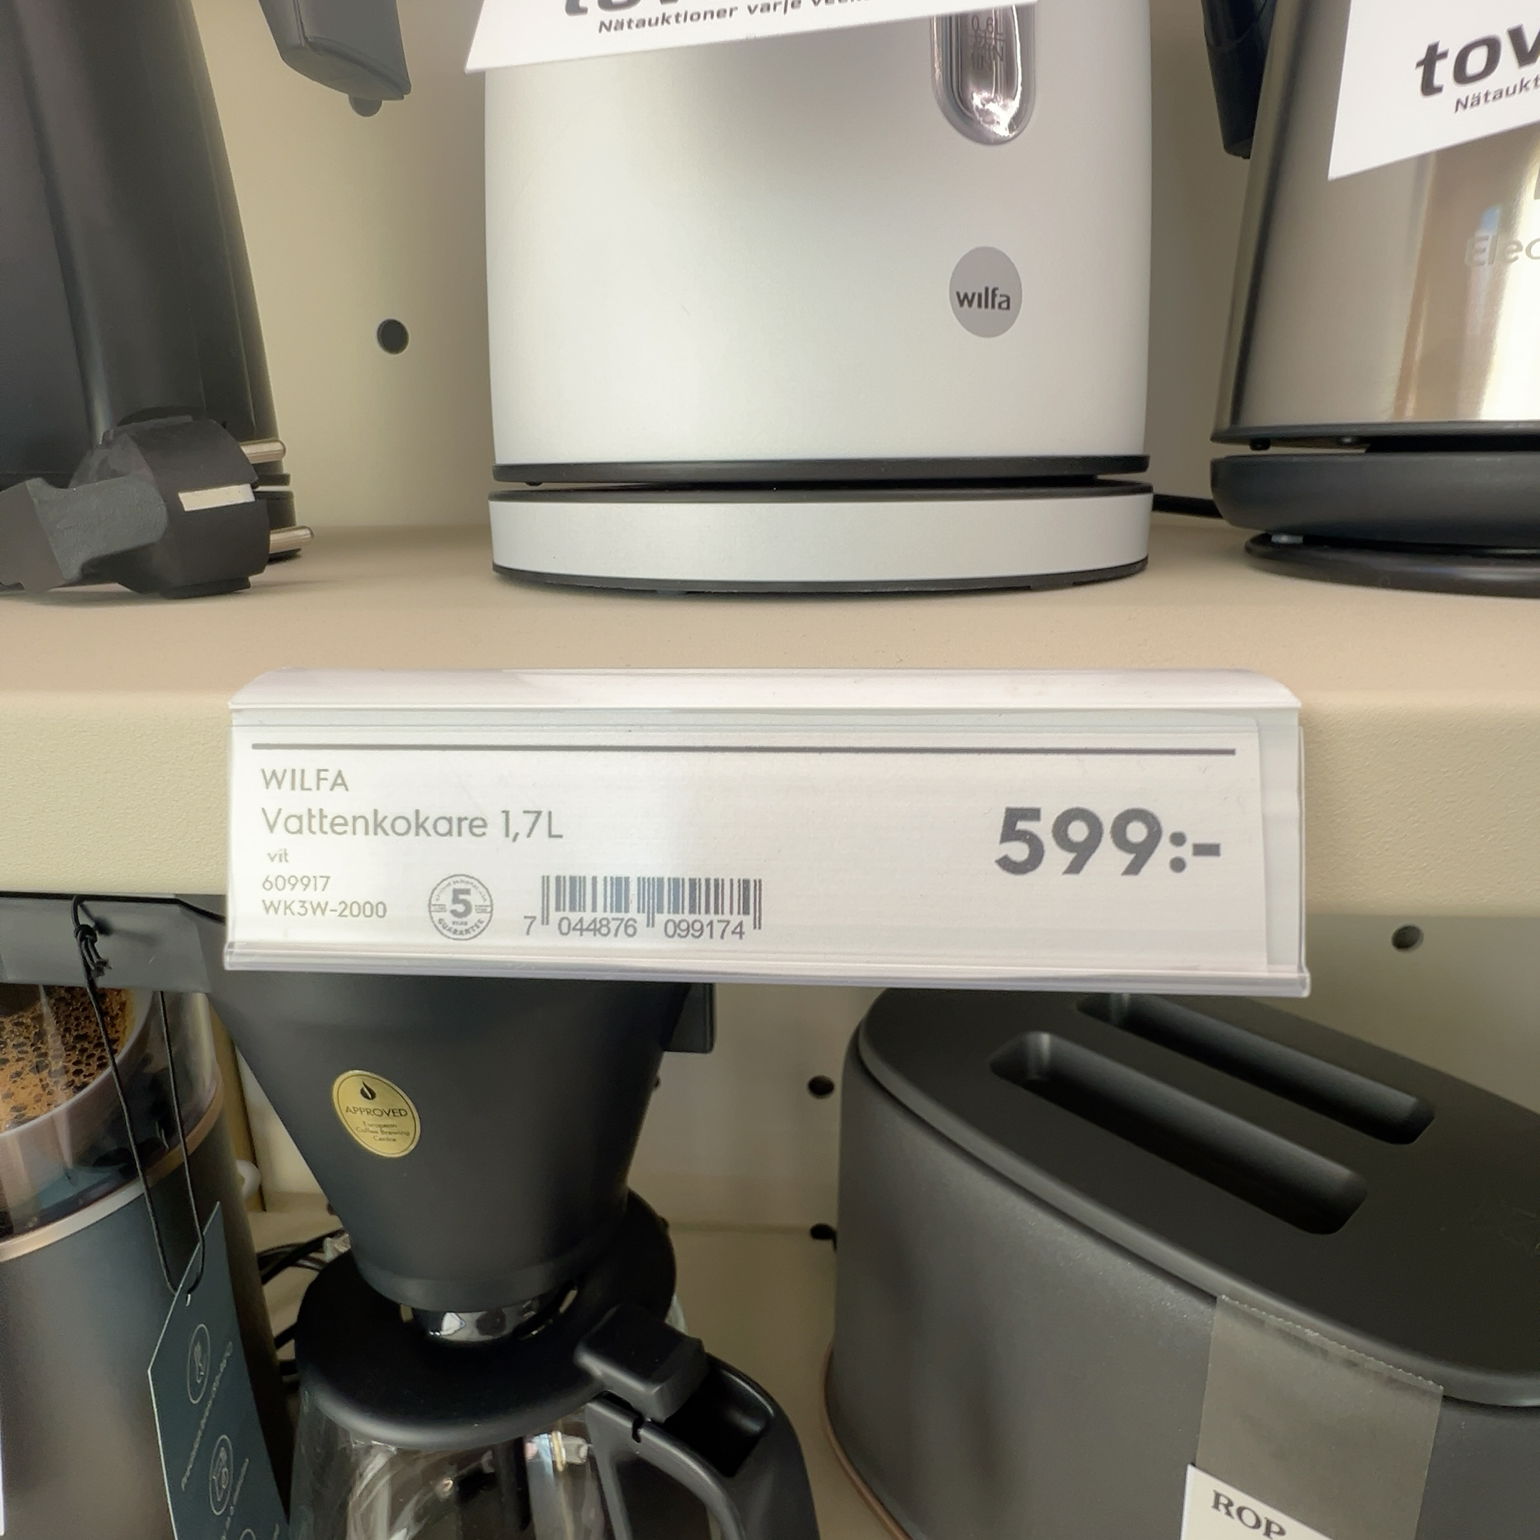 Nätauktioner varje
tov
Nätaukt
wilfa
Elec
WILFA
Vattenkokare 1,7L
vit
609917
WK3W-2000
5
GUARANTEE
7 044876 099174
599:-
APPROVED
European
Coffee Brewing
Centre
ROP